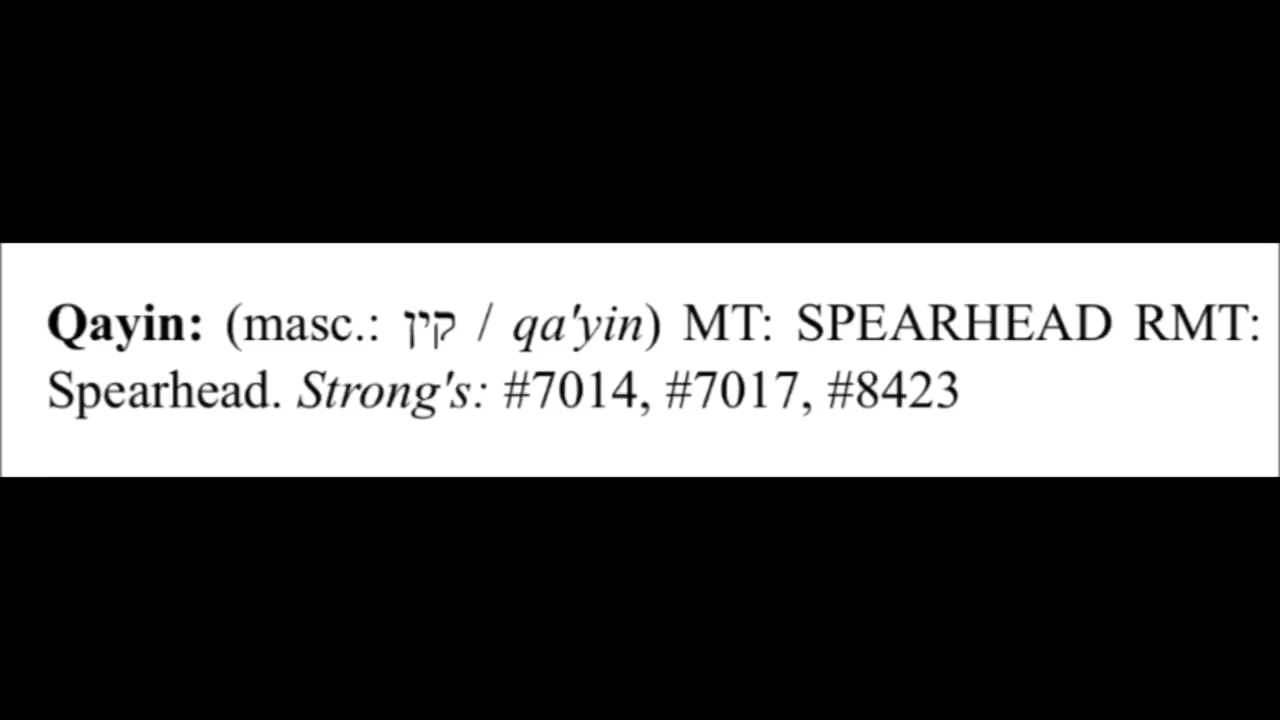 Qayin: (masc.: קין / qa'yin) MT: SPEARHEAD RMT:
Spearhead. Strong's: #7014, #7017, #8423